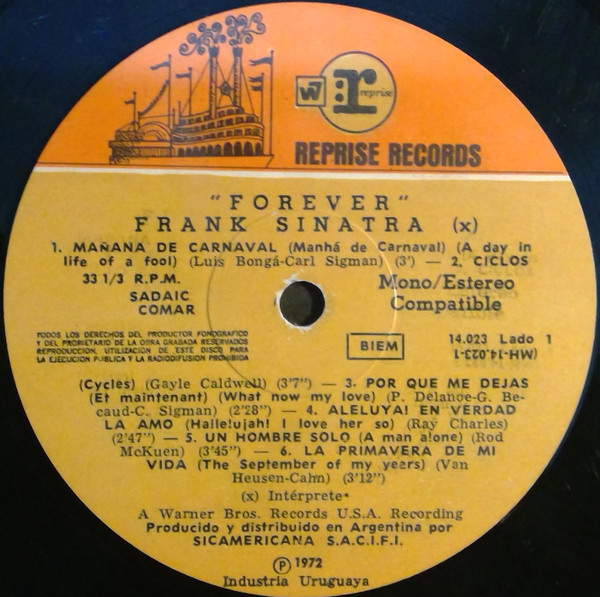 W7 r: reprise
REPRISE RECORDS
"FOREVER"
FRANK SINATRA (x)
1. MAÑANA DE CARNAVAL (Manhá de Carnaval) (A day in
life of a fool) (Luis Bongá-Carl Sigman) (3') — 2. CICLOS
33 1/3 R.P.M.
SADAIC
COMAR
Mono/Estereo
Compatible
TODOS LOS DERECHOS DEL PRODUCTOR FONOGRAFICO
Y DEL PROPIETARIO DE LA OBRA GRABADA RESERVADOS
REPRODUCCION, UTILIZACION DE ESTE DISCO PARA
LA EJECUCION PUBLICA Y LA RADIODIFUSION PROHIBIDA
BIEM
14.023 Lado 1
(MH-14.023-1
(Cycles) (Gayle Caldwell) (3'7") — 3. POR QUE ME DEJAS
(Et maintenant) (What now my love) (P. Delanoe-G. Be-
caud-C. Sigman) (2'28") — 4. ALELUYA! EN VERDAD
LA AMO (Hallelujah! I love her so) (Ray Charles)
(2'47") — 5. UN HOMBRE SOLO (A man alone) (Rod
McKuen) (3'45") — 6. LA PRIMAVERA DE MI
VIDA (The September of my years) (Van
Heusen-Cahn) (3'12")
(x) Intérprete
A Warner Bros. Records U.S.A. Recording
Producido y distribuido en Argentina por
SICAMERICANA S.A.C.I.F.I.
Ⓟ 1972
Industria Uruguaya